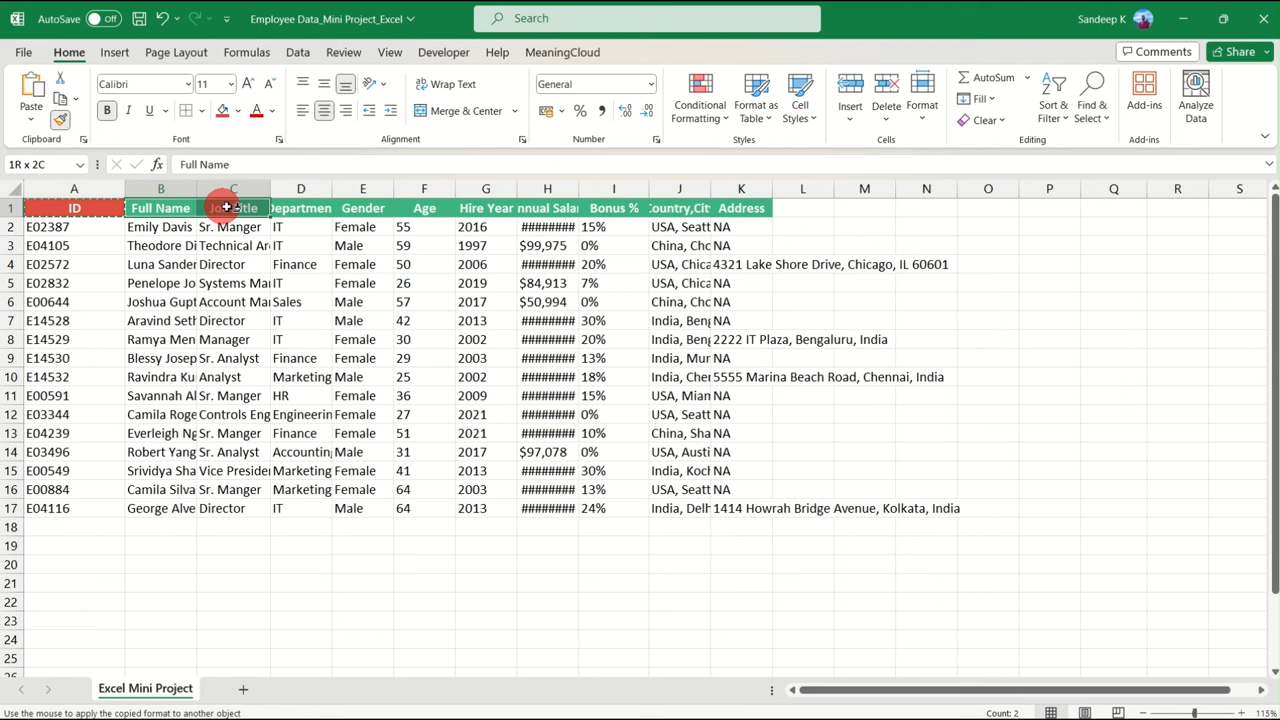 AutoSave Off Employee Data_Mini Project_Excel Search Sandeep K
File Home Insert Page Layout Formulas Data Review View Developer Help MeaningCloud Comments Share
Paste Calibri 11 Wrap Text General Conditional Formatting Format as Table Cell Styles Insert Delete Format AutoSum Fill Clear Sort & Filter Find & Select Add-ins Analyze Data
B I U A Merge & Center % 9
Clipboard Font Alignment Number Styles Cells Editing Add-ins
1R x 2C fx Full Name
A B C D E F G H I J K L M N O P Q R S
1 ID Full Name Age Gender Hire Year Bonus % Address
2 E02387 Emily Davis Sr. Manger IT Female 55 2016 ######## 15% USA, Seatt NA
3 E04105 Theodore Di Technical Ar IT Male 59 1997 $99,975 0% China, Chc NA
4 E02572 Luna Sander Director Finance Female 50 2006 ######## 20% USA, Chica 4321 Lake Shore Drive, Chicago, IL 60601
5 E02832 Penelope Jo Systems Ma IT Female 26 2019 $84,913 7% USA, Chica NA
6 E00644 Joshua Gupt Account Ma Sales Male 57 2017 $50,994 0% China, Chc NA
7 E14528 Aravind Seth Director IT Male 42 2013 ######## 30% India, Beng NA
8 E14529 Ramya Men Manager IT Female 30 2002 ######## 20% India, Beng 2222 IT Plaza, Bengaluru, India
9 E14530 Blessy Josep Sr. Analyst Finance Female 29 2003 ######## 13% India, Mur NA
10 E14532 Ravindra Ku Analyst Marketing Male 25 2002 ######## 18% India, Cher 5555 Marina Beach Road, Chennai, India
11 E00591 Savannah Al Sr. Manger HR Female 36 2009 ######## 15% USA, Mian NA
12 E03344 Camila Roge Controls Eng Engineerin Female 27 2021 ######## 0% USA, Seatt NA
13 E04239 Everleigh Ng Sr. Manger Finance Female 51 2021 ######## 10% China, Sha NA
14 E03496 Robert Yang Sr. Analyst Accounting Male 31 2017 $97,078 0% USA, Austi NA
15 E00549 Srividya Sha Vice Presider Marketing Female 41 2013 ######## 30% India, Koch NA
16 E00884 Camila Silva Sr. Manger Marketing Female 64 2003 ######## 13% USA, Seatt NA
17 E04116 George Alve Director IT Male 64 2013 ######## 24% India, Delh 1414 Howrah Bridge Avenue, Kolkata, India
18
19
20
21
22
23
24
25
Excel Mini Project
Use the mouse to apply the copied format to another object Count: 2 115%